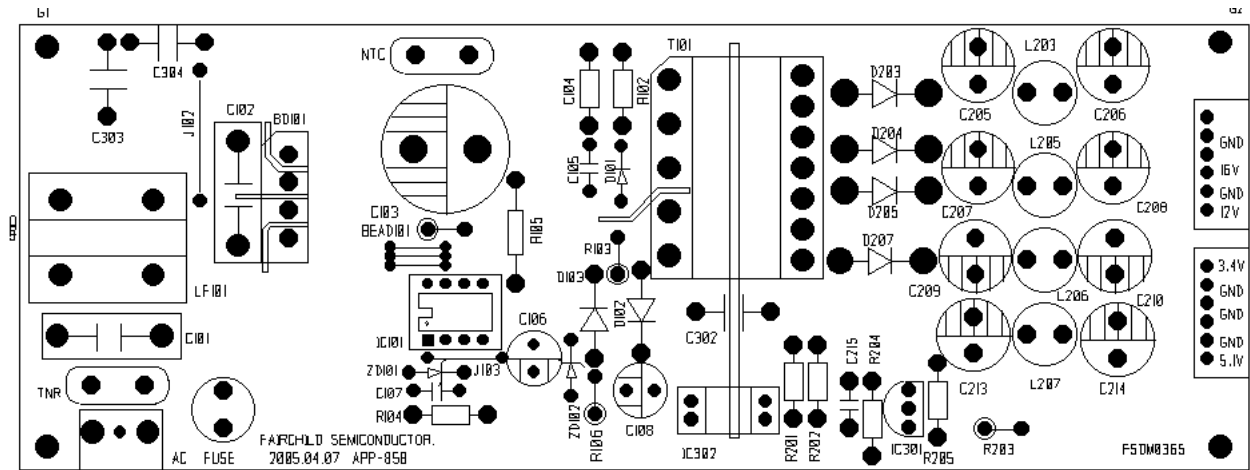 G1
G2
C304
C303
J102
C102
BD101
NTC
C103
BEAD101
R105
C104
R102
C105
D101
T101
D203
D204
D205
D207
L203
C205
C206
L205
C207
C208
C209
L206
C210
C213
L207
C214
GND
16V
GND
12V
3.4V
GND
GND
GND
5.1V
LF101
C101
TNR
AC
FUSE
IC101
ZD101
J103
C107
R104
C106
D103
R103
D102
ZD102
R106
C108
C302
IC302
R201
R202
C215
R204
IC301
R205
R203
FAIRCHILD SEMICONDUCTOR.
2005.04.07 APP-858
FSDM0365